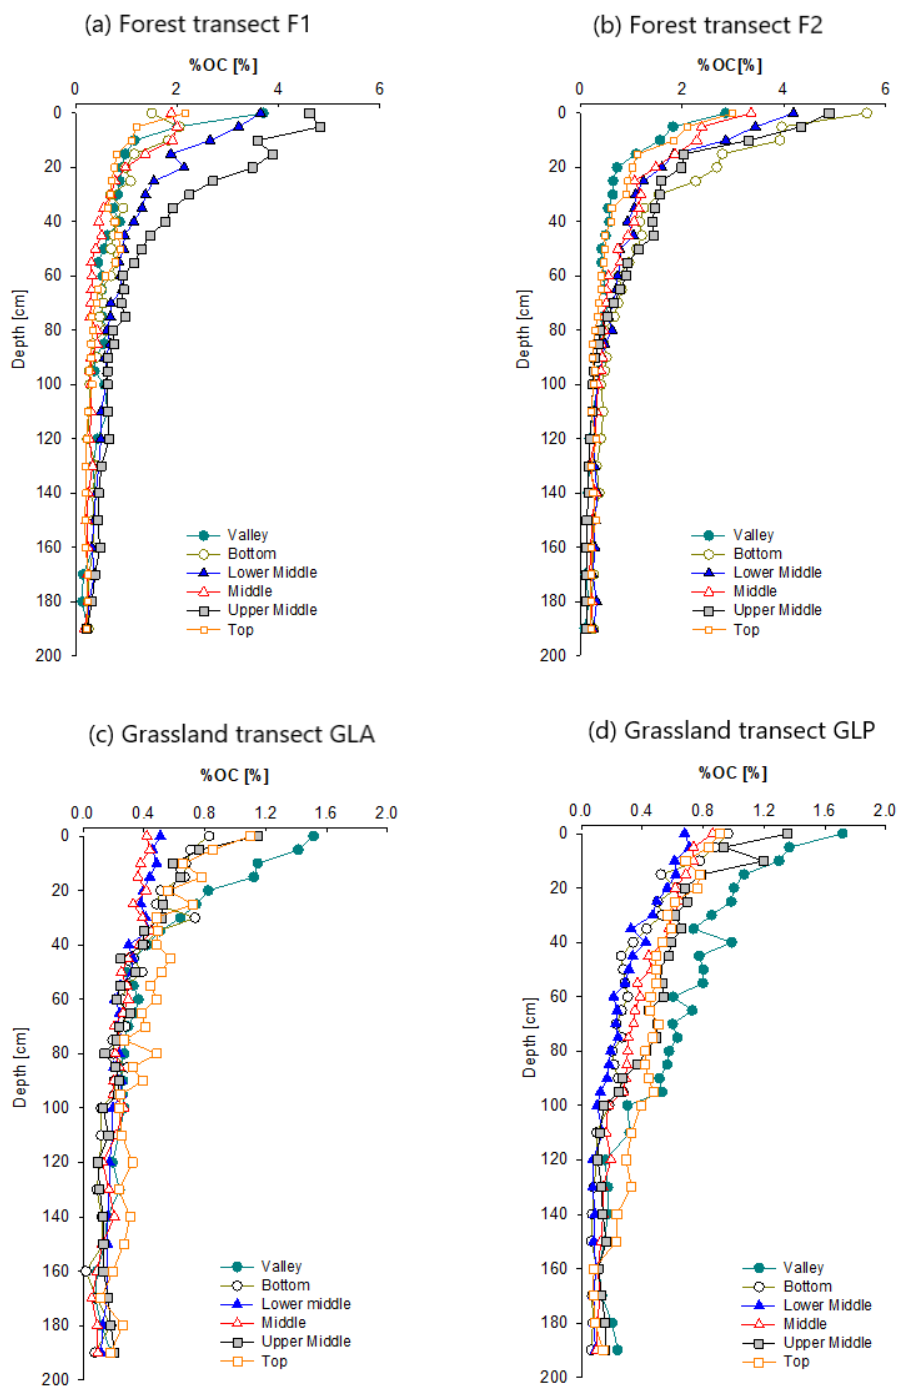 (a) Forest transect F1
%OC [%]
0 2 4 6
0
20
40
60
80
100
120
140
160
180
200
Depth [cm]
Valley
Bottom
Lower Middle
Middle
Upper Middle
Top
(b) Forest transect F2
%OC[%]
0 2 4 6
0
20
40
60
80
100
120
140
160
180
200
Depth [cm]
Valley
Bottom
Lower Middle
Middle
Upper Middle
Top
(c) Grassland transect GLA
%OC [%]
0.0 0.4 0.8 1.2 1.6 2.0
0
20
40
60
80
100
120
140
160
180
200
Depth [cm]
Valley
Bottom
Lower middle
Middle
Upper Middle
Top
(d) Grassland transect GLP
%OC [%]
0.0 0.4 0.8 1.2 1.6 2.0
0
20
40
60
80
100
120
140
160
180
200
Depth [cm]
Valley
Bottom
Lower Middle
Middle
Upper Middle
Top